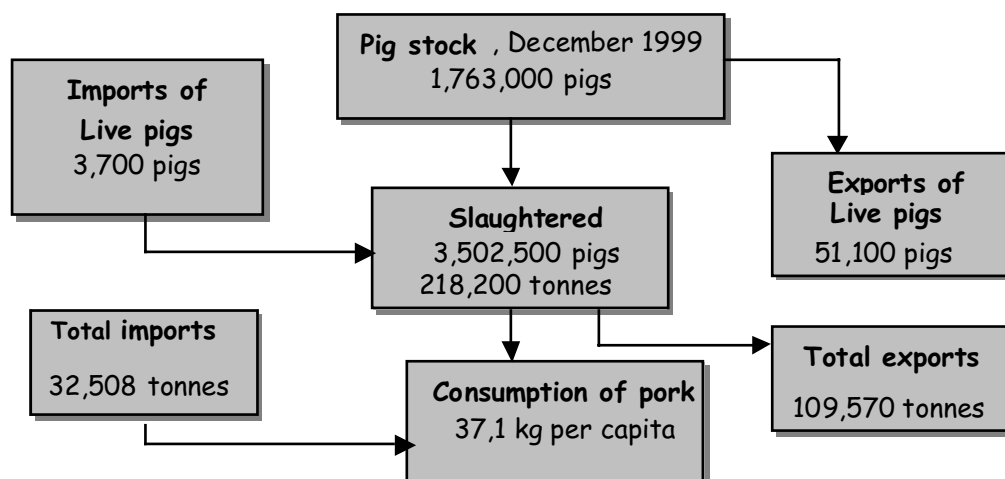 Pig stock , December 1999
1,763,000 pigs
Imports of
Live pigs
3,700 pigs
Exports of
Live pigs
51,100 pigs
Slaughtered
3,502,500 pigs
218,200 tonnes
Total imports
32,508 tonnes
Total exports
109,570 tonnes
Consumption of pork
37,1 kg per capita